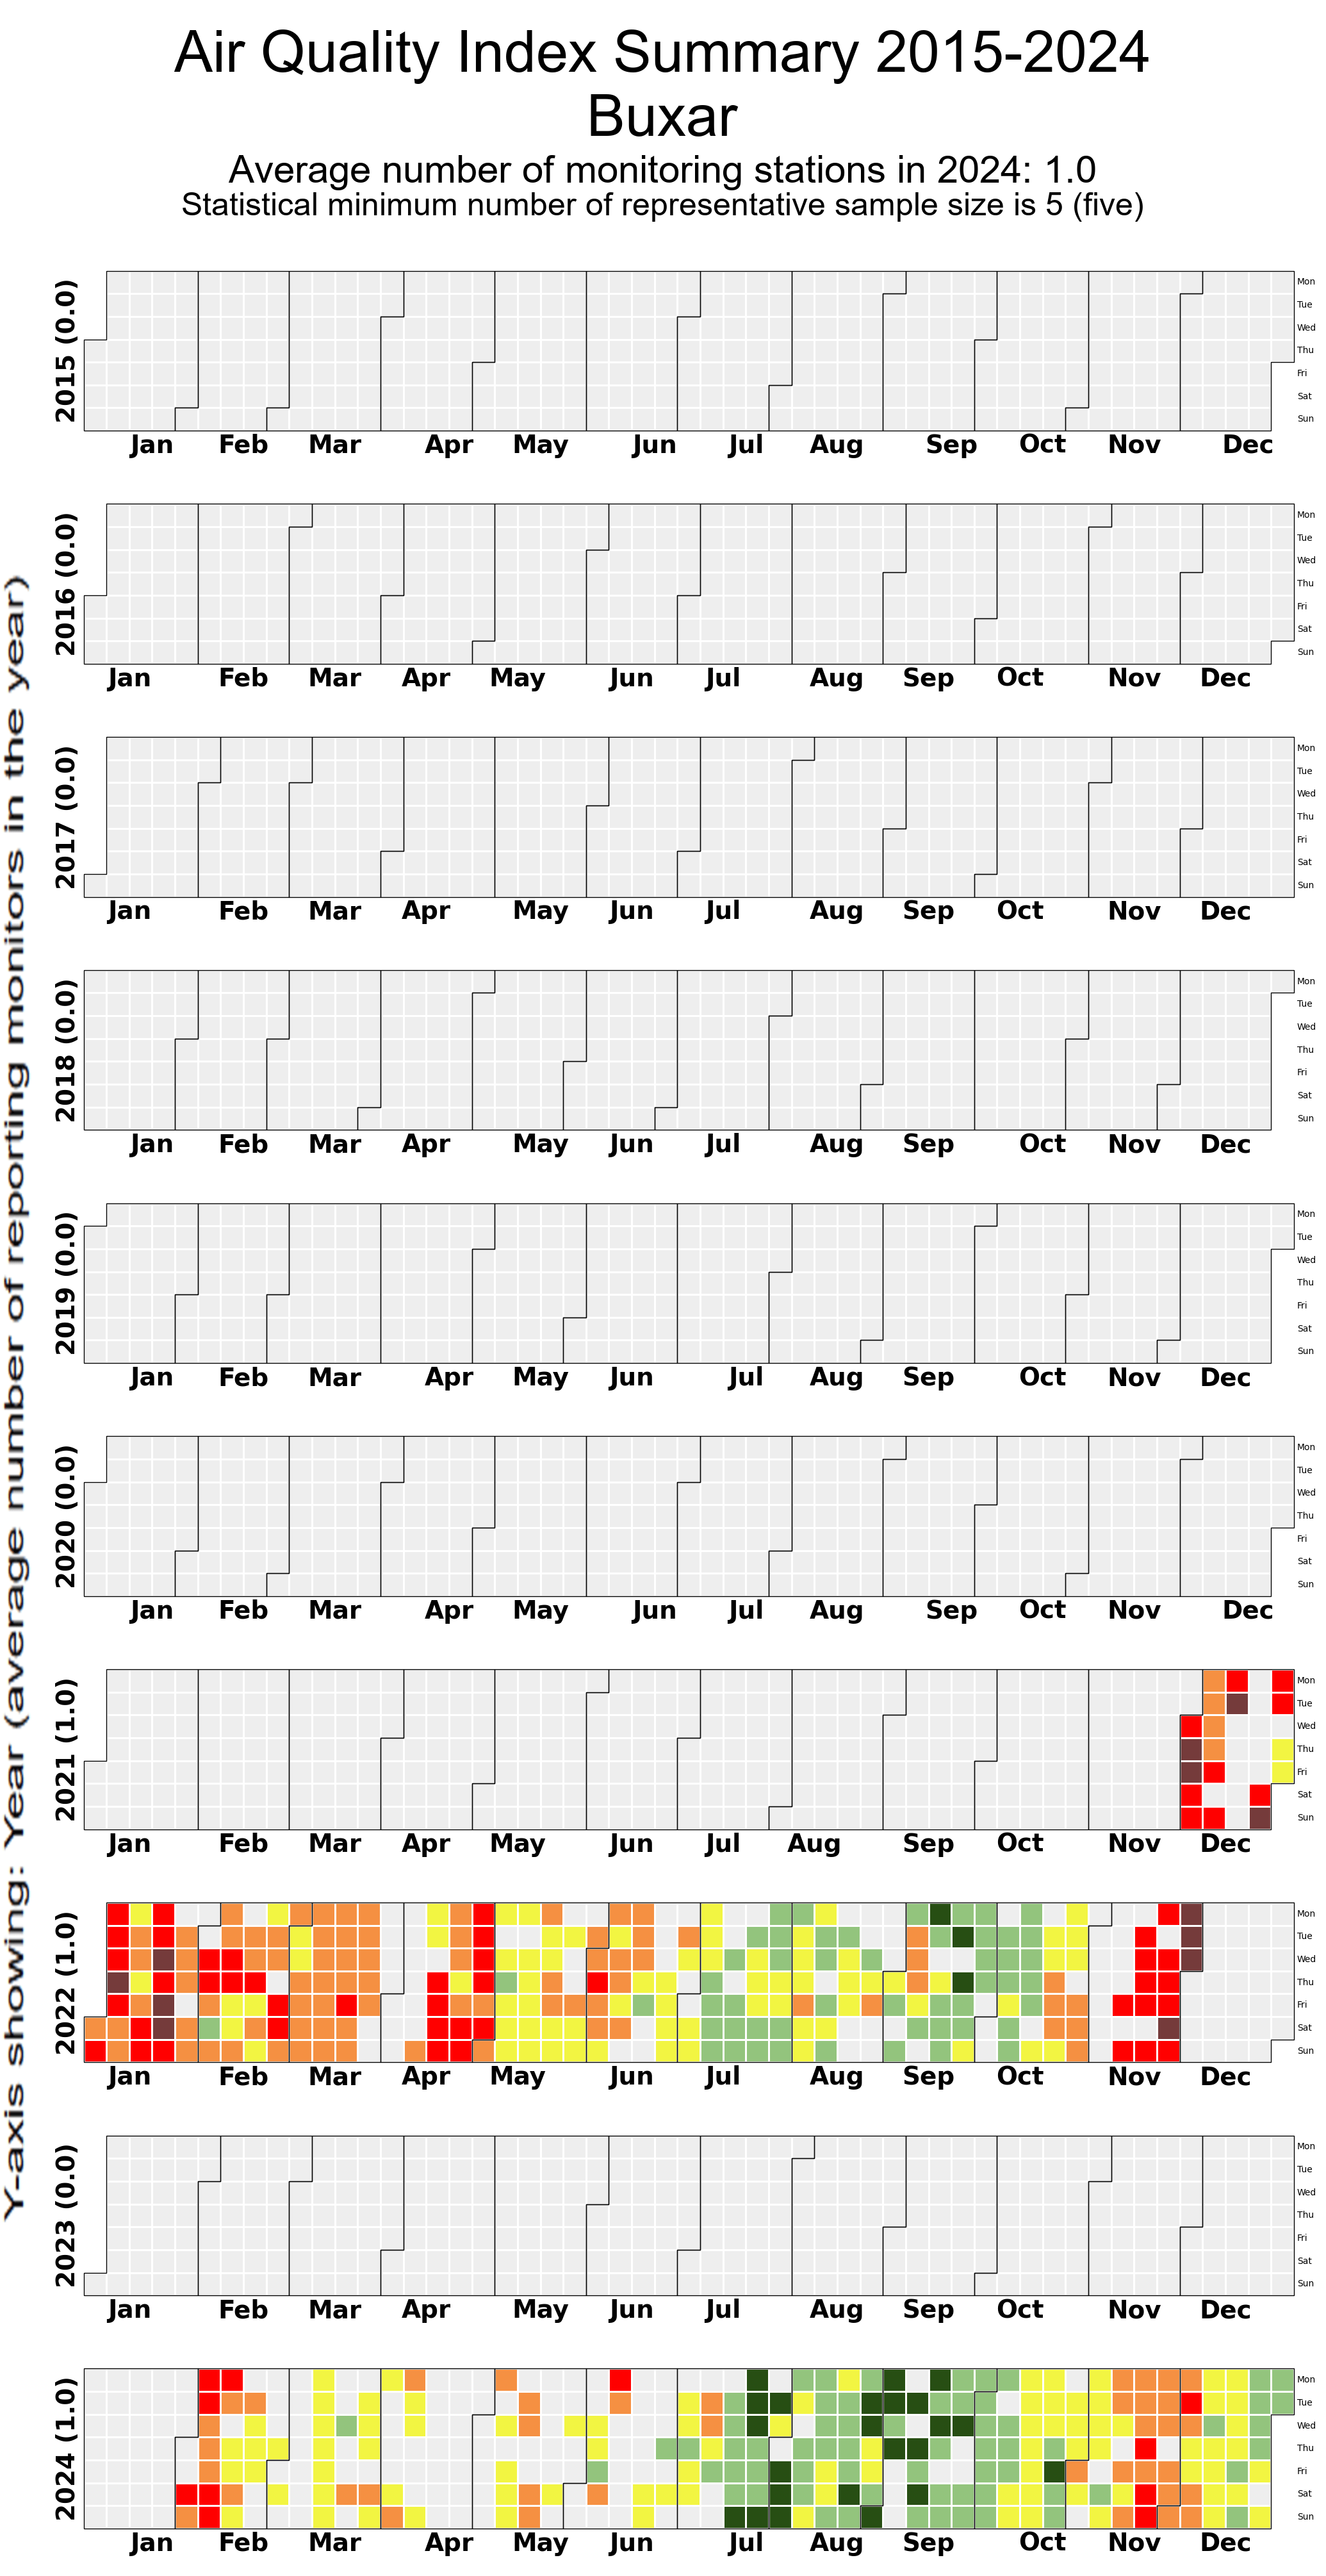 Air Quality Index Summary 2015-2024
Buxar
Average number of monitoring stations in 2024: 1.0
Statistical minimum number of representative sample size is 5 (five)
Y-axis showing: Year (average number of reporting monitors in the year)
2015 (0.0)
Mon
Tue
Wed
Thu
Fri
Sat
Sun
Jan Feb Mar Apr May Jun Jul Aug Sep Oct Nov Dec
2016 (0.0)
Mon
Tue
Wed
Thu
Fri
Sat
Sun
Jan Feb Mar Apr May Jun Jul Aug Sep Oct Nov Dec
2017 (0.0)
Mon
Tue
Wed
Thu
Fri
Sat
Sun
Jan Feb Mar Apr May Jun Jul Aug Sep Oct Nov Dec
2018 (0.0)
Mon
Tue
Wed
Thu
Fri
Sat
Sun
Jan Feb Mar Apr May Jun Jul Aug Sep Oct Nov Dec
2019 (0.0)
Mon
Tue
Wed
Thu
Fri
Sat
Sun
Jan Feb Mar Apr May Jun Jul Aug Sep Oct Nov Dec
2020 (0.0)
Mon
Tue
Wed
Thu
Fri
Sat
Sun
Jan Feb Mar Apr May Jun Jul Aug Sep Oct Nov Dec
2021 (1.0)
Mon
Tue
Wed
Thu
Fri
Sat
Sun
Jan Feb Mar Apr May Jun Jul Aug Sep Oct Nov Dec
2022 (1.0)
Mon
Tue
Wed
Thu
Fri
Sat
Sun
Jan Feb Mar Apr May Jun Jul Aug Sep Oct Nov Dec
2023 (0.0)
Mon
Tue
Wed
Thu
Fri
Sat
Sun
Jan Feb Mar Apr May Jun Jul Aug Sep Oct Nov Dec
2024 (1.0)
Mon
Tue
Wed
Thu
Fri
Sat
Sun
Jan Feb Mar Apr May Jun Jul Aug Sep Oct Nov Dec